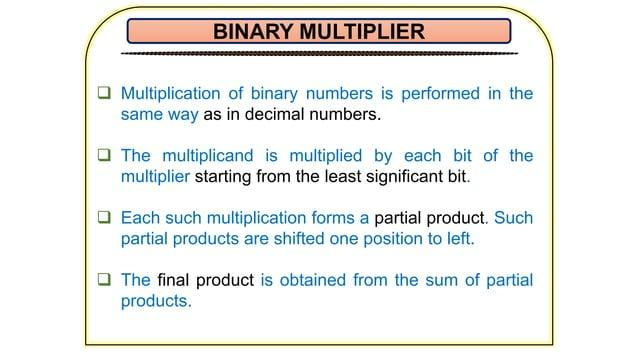 BINARY MULTIPLIER
Multiplication of binary numbers is performed in the
same way as in decimal numbers.
The multiplicand is multiplied by each bit of the
multiplier starting from the least significant bit.
Each such multiplication forms a partial product. Such
partial products are shifted one position to left.
The final product is obtained from the sum of partial
products.